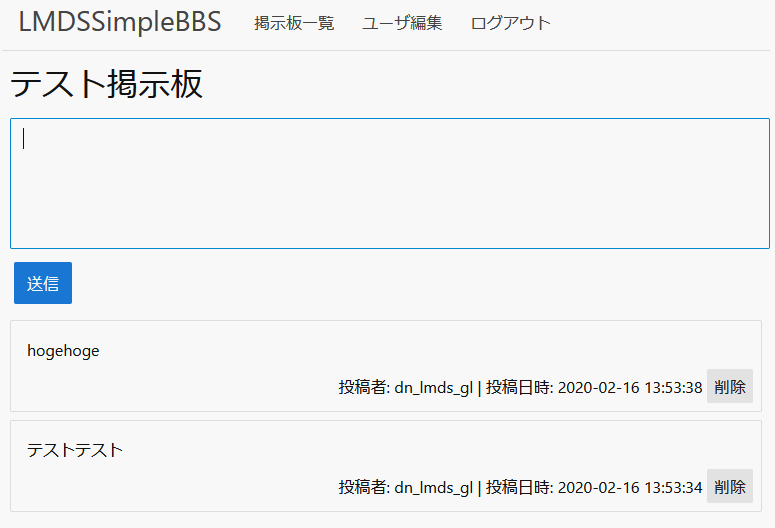 LMDSSimpleBBS 掲示板一覧 ユーザ編集 ログアウト
テスト掲示板
送信
hogehoge
投稿者: dn_lmds_gl | 投稿日時: 2020-02-16 13:53:38 削除
テストテスト
投稿者: dn_lmds_gl | 投稿日時: 2020-02-16 13:53:34 削除